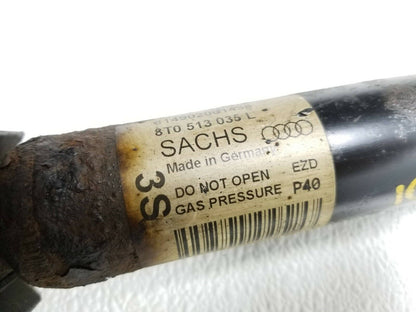 8T0 513 035 L
SACHS
Made in Germany
3S
DO NOT OPEN EZD
GAS PRESSURE P40